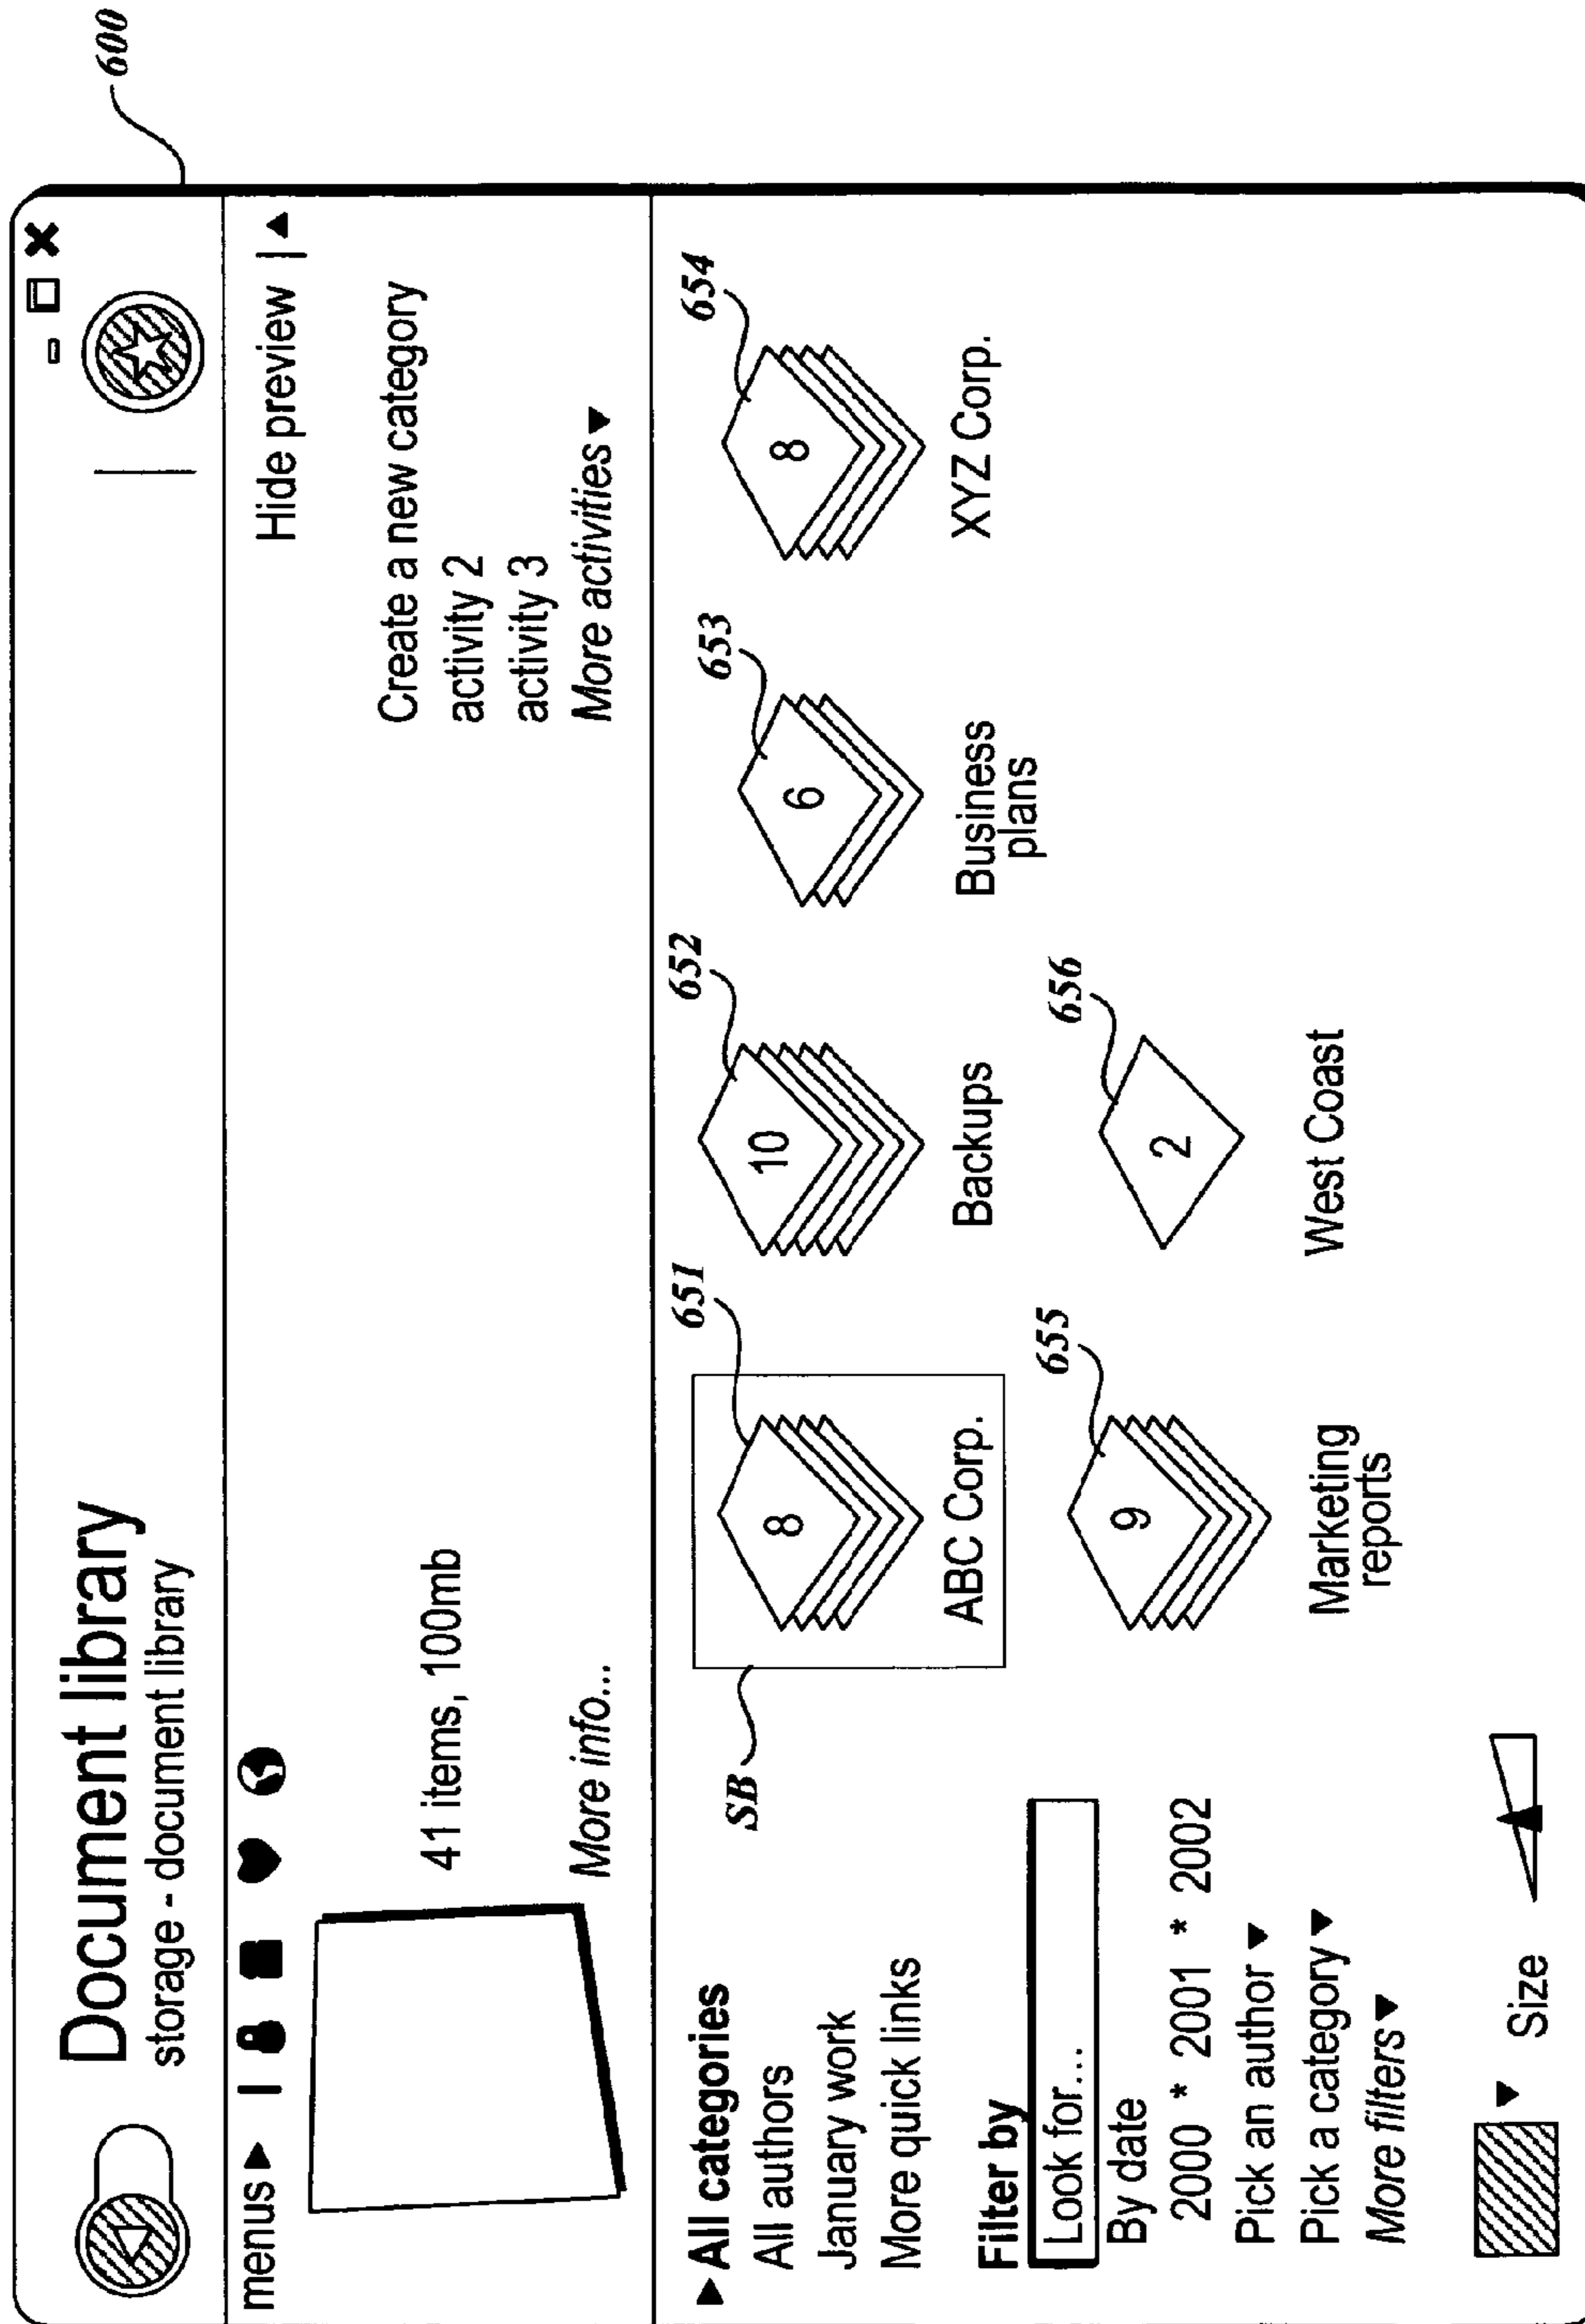 600
Document library
storage - document library
menus
Hide preview
41 items, 100mb
More info...
Create a new category
activity 2
activity 3
More activities
All categories
All authors
January work
More quick links
Filter by
Look for...
By date
2000 * 2001 * 2002
Pick an author
Pick a category
More filters
Size
SB
651
8
ABC Corp.
652
10
Backups
653
6
Business
plans
654
8
XYZ Corp.
655
9
Marketing
reports
656
2
West Coast